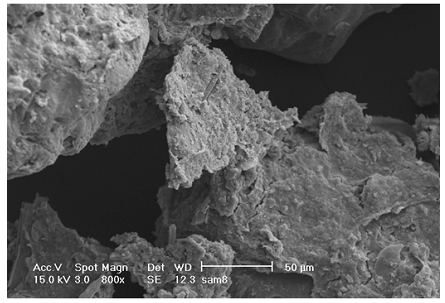 Acc.V Spot Magn Det WD 50 µm
15.0 kV 3.0 800x SE 12.3 sam8